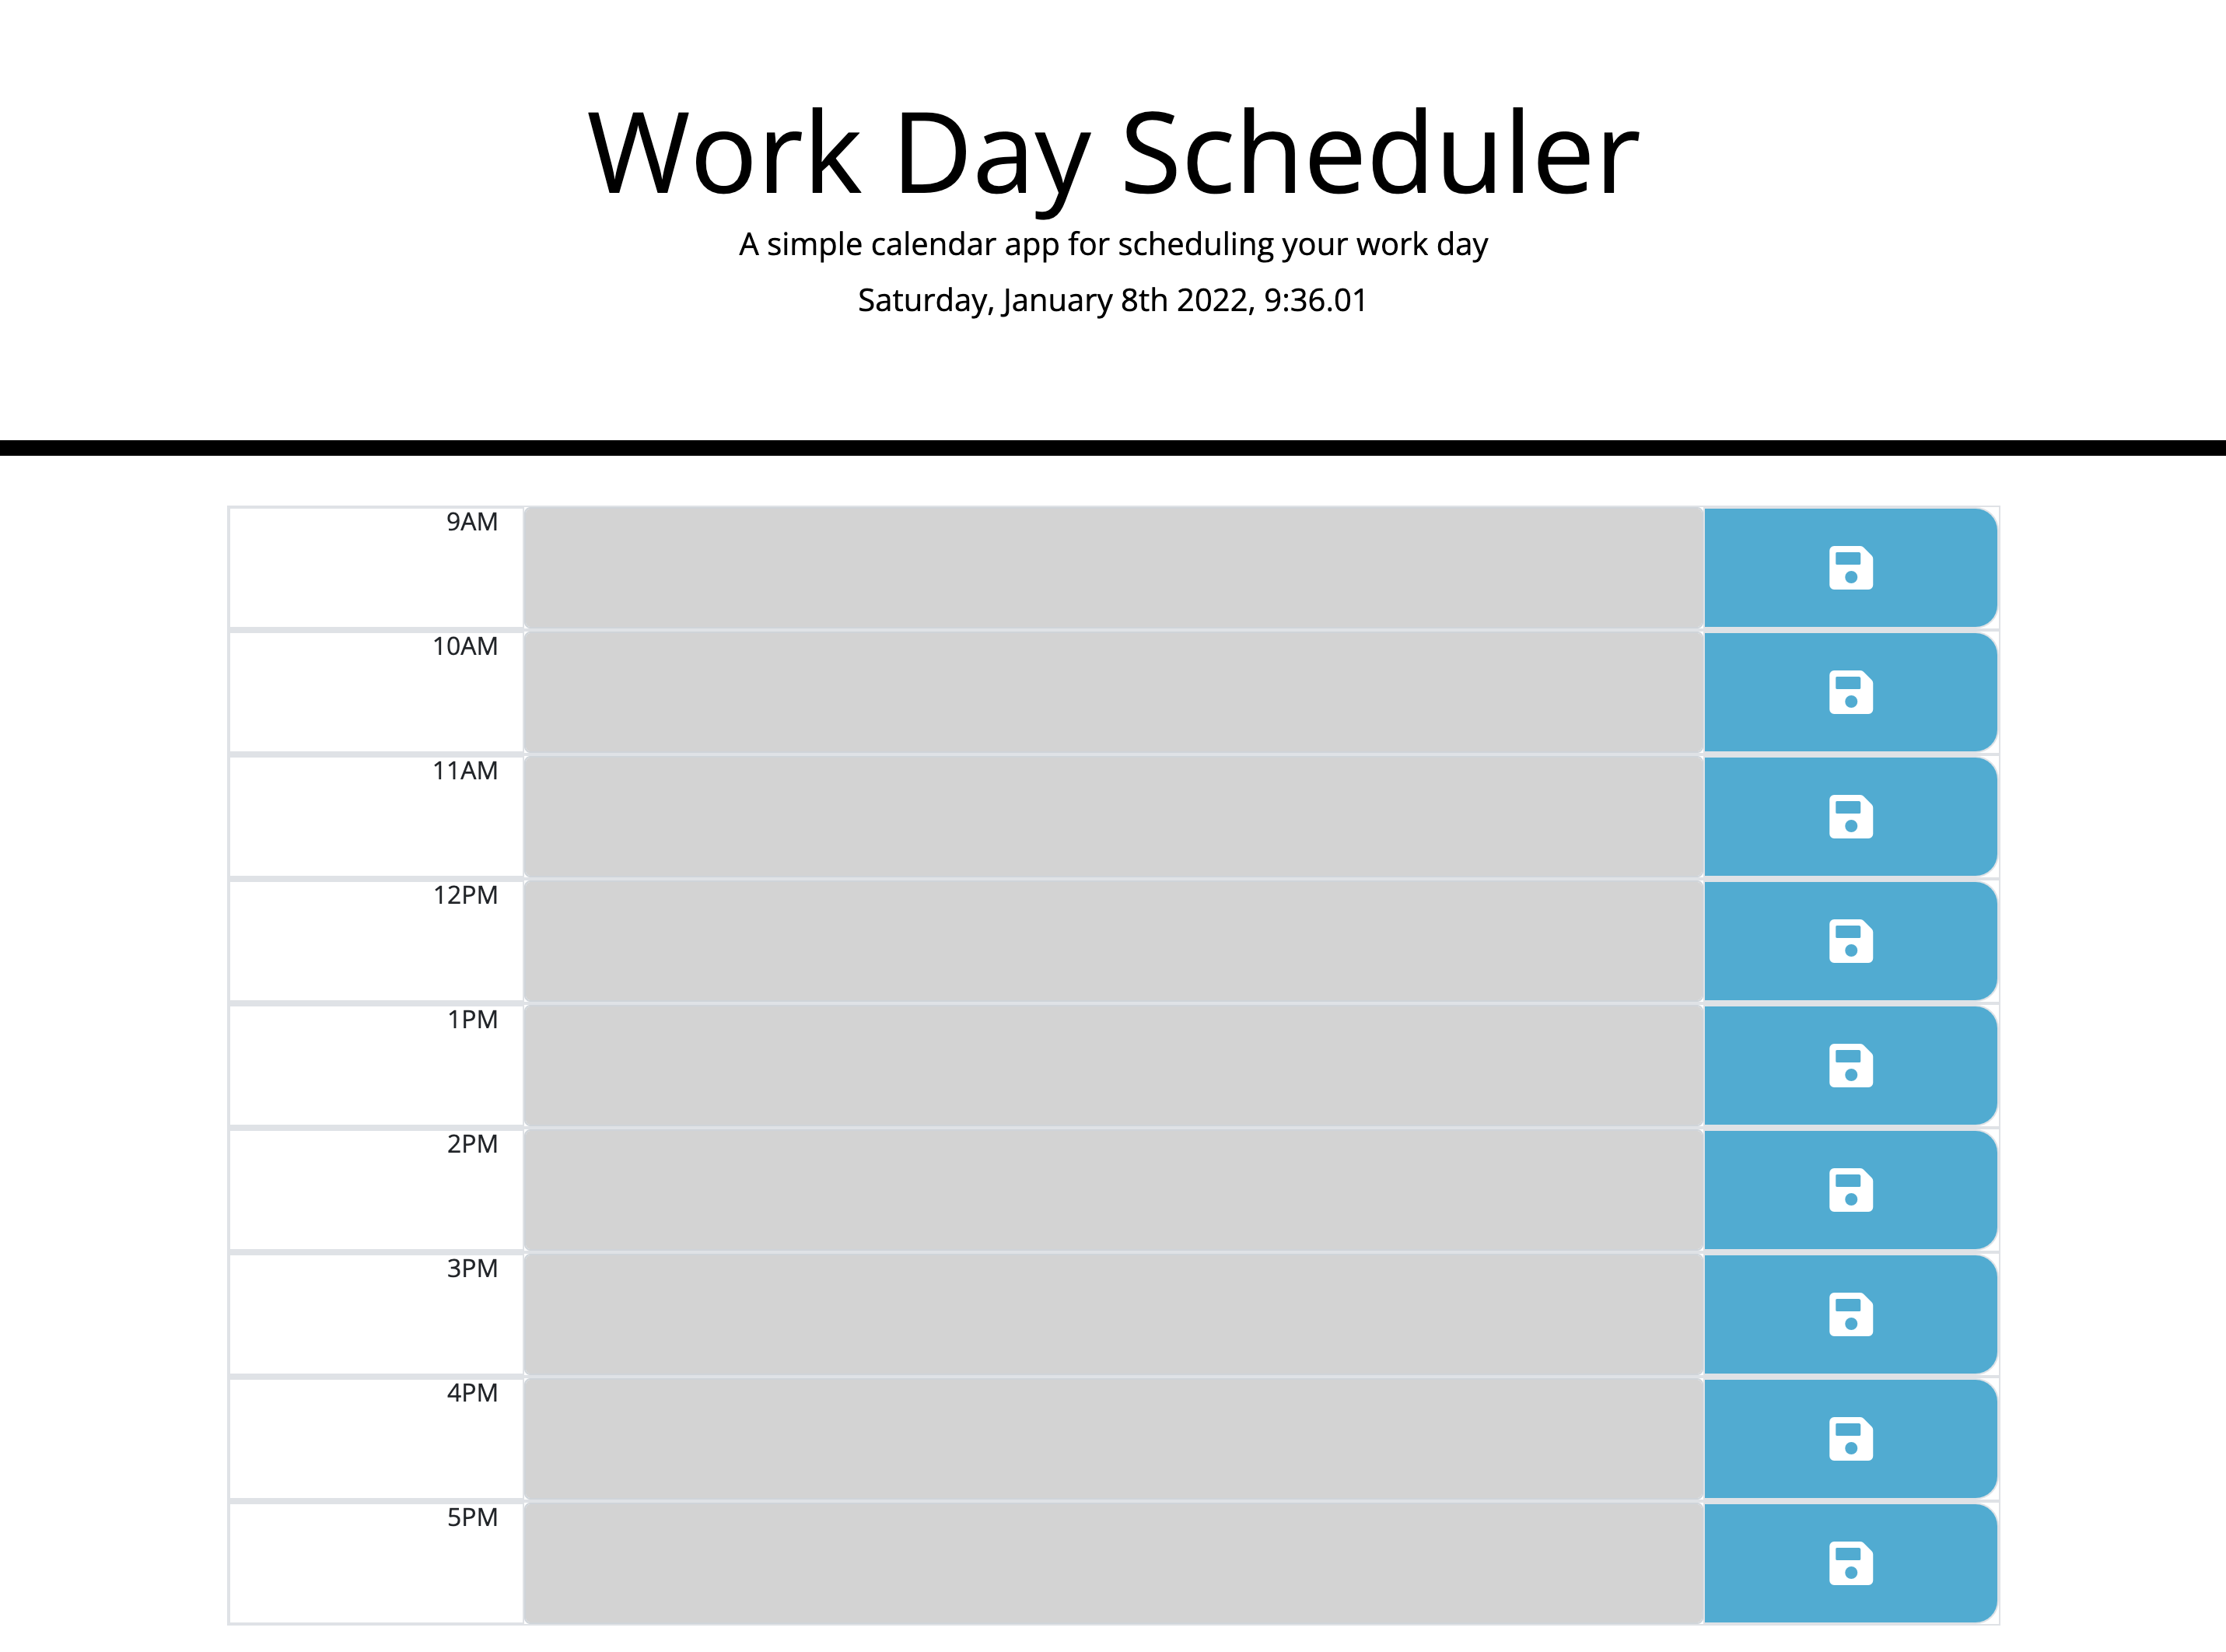 Work Day Scheduler
A simple calendar app for scheduling your work day
Saturday, January 8th 2022, 9:36.01
9AM
10AM
11AM
12PM
1PM
2PM
3PM
4PM
5PM